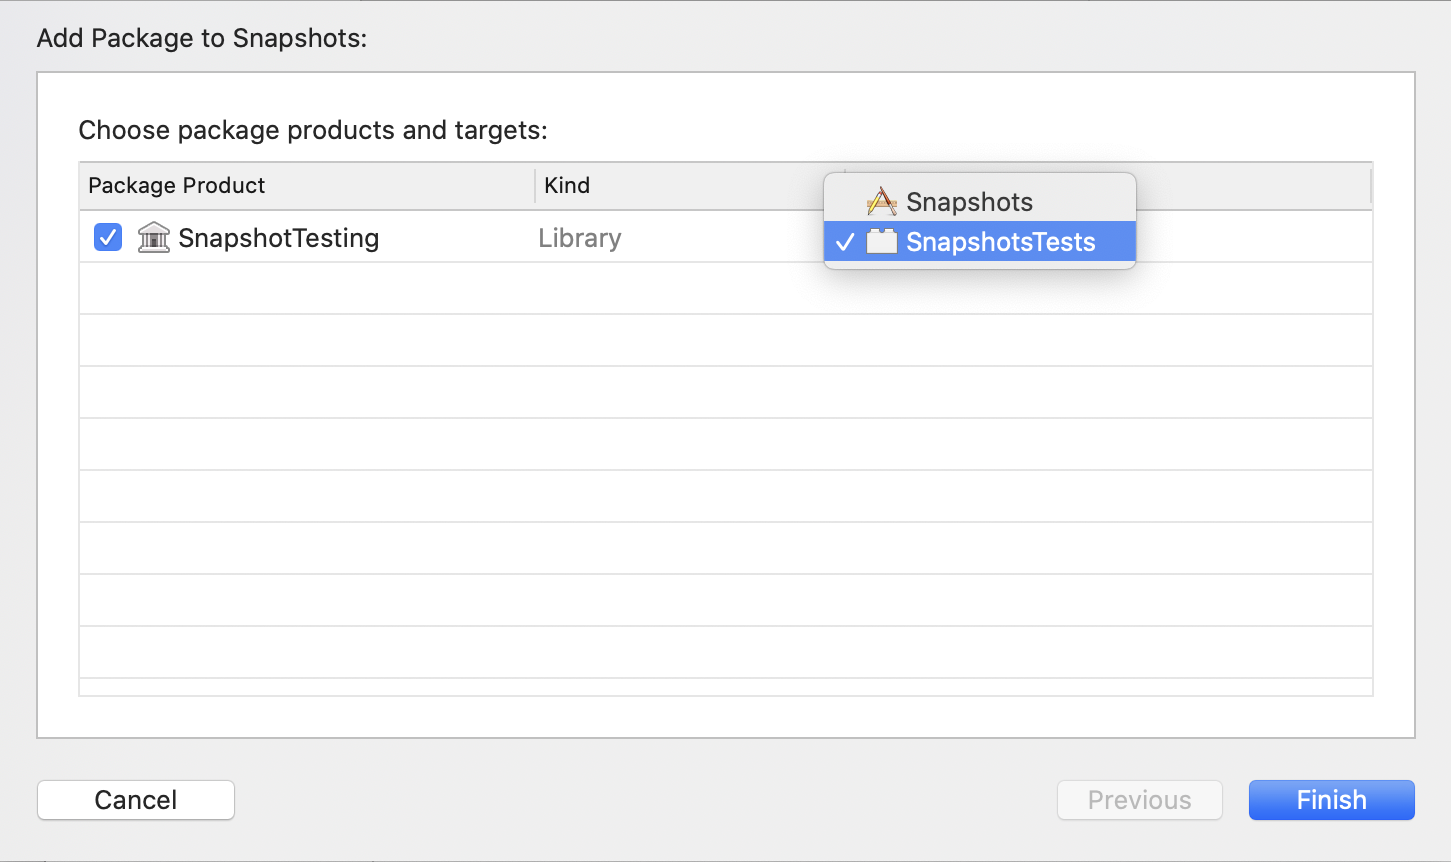 Add Package to Snapshots:
Choose package products and targets:
Package Product
Kind
SnapshotTesting
Library
Snapshots
SnapshotsTests
Cancel
Previous
Finish